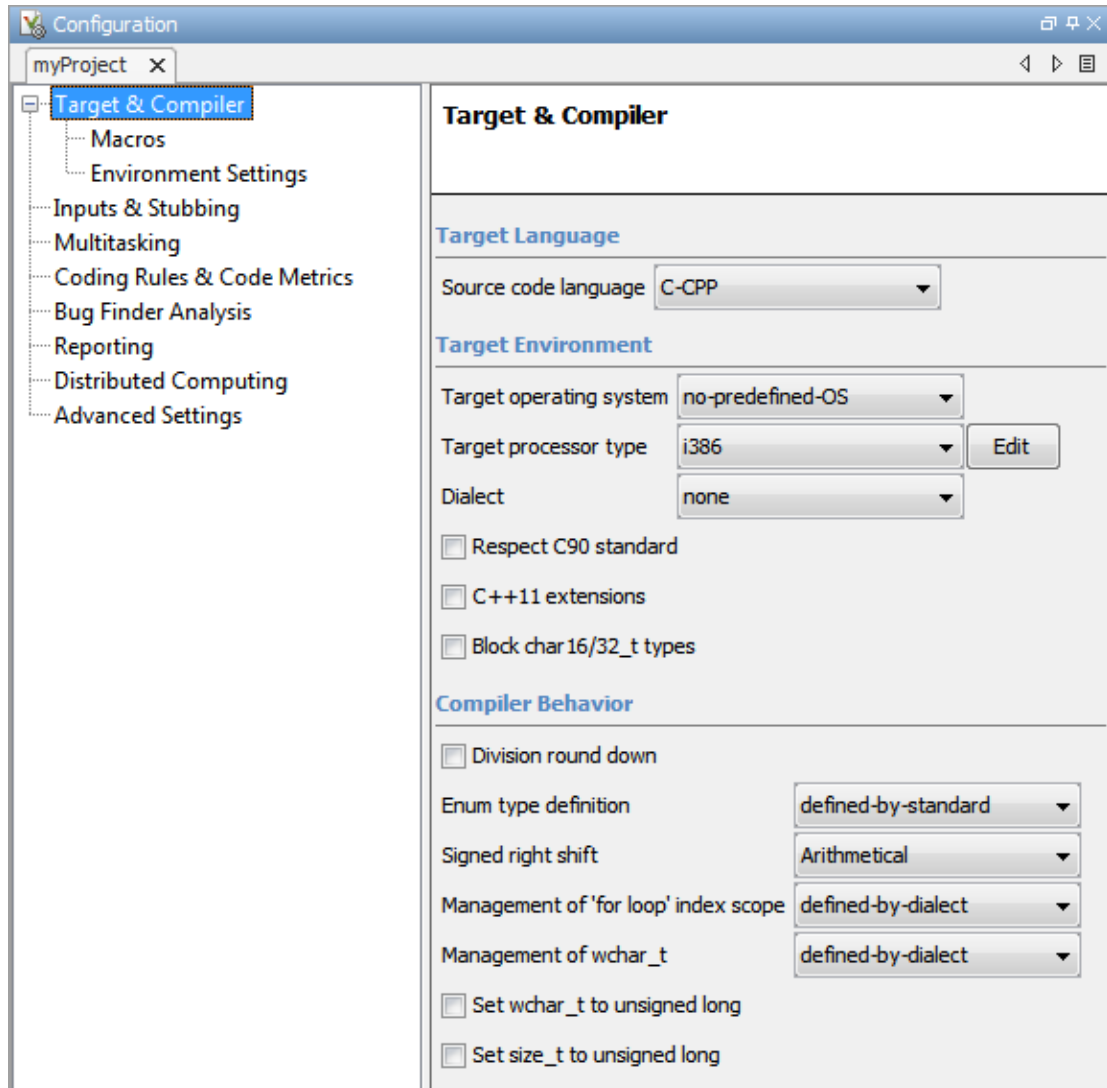 Configuration
myProject
Target & Compiler
Macros
Environment Settings
Inputs & Stubbing
Multitasking
Coding Rules & Code Metrics
Bug Finder Analysis
Reporting
Distributed Computing
Advanced Settings
Target & Compiler
Target Language
Source code language C-CPP
Target Environment
Target operating system no-predefined-OS
Target processor type i386 Edit
Dialect none
Respect C90 standard
C++11 extensions
Block char16/32_t types
Compiler Behavior
Division round down
Enum type definition defined-by-standard
Signed right shift Arithmetical
Management of 'for loop' index scope defined-by-dialect
Management of wchar_t defined-by-dialect
Set wchar_t to unsigned long
Set size_t to unsigned long